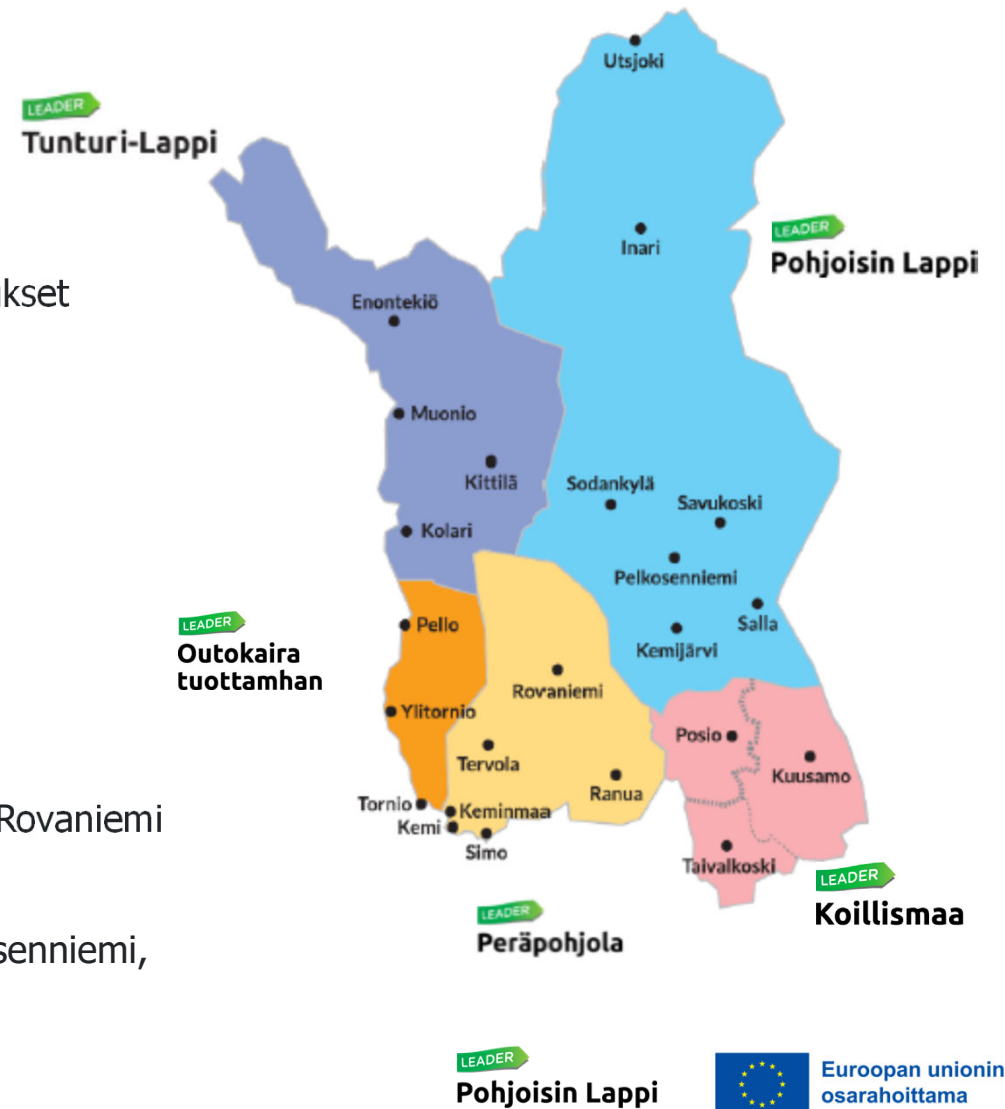 Utsjoki
LEADER
Tunturi-Lappi
LEADER
Pohjoisin Lappi
Inari
ukset
Enontekiö
Muonio
Kittilä
Sodankylä
Savukoski
Kolari
Pelkosenniemi
Salla
LEADER
Outokaira
tuottamhan
Pello
Kemijärvi
Rovaniemi
Ylitornio
Posio
Tervola
Kuusamo
Ranua
Tornio
Keminmaa
Rovaniemi
Kemi
Simo
Taivalkoski
LEADER
Koillismaa
LEADER
Peräpohjola
senniemi,
LEADER
Pohjoisin Lappi
Euroopan unionin
osarahoittama